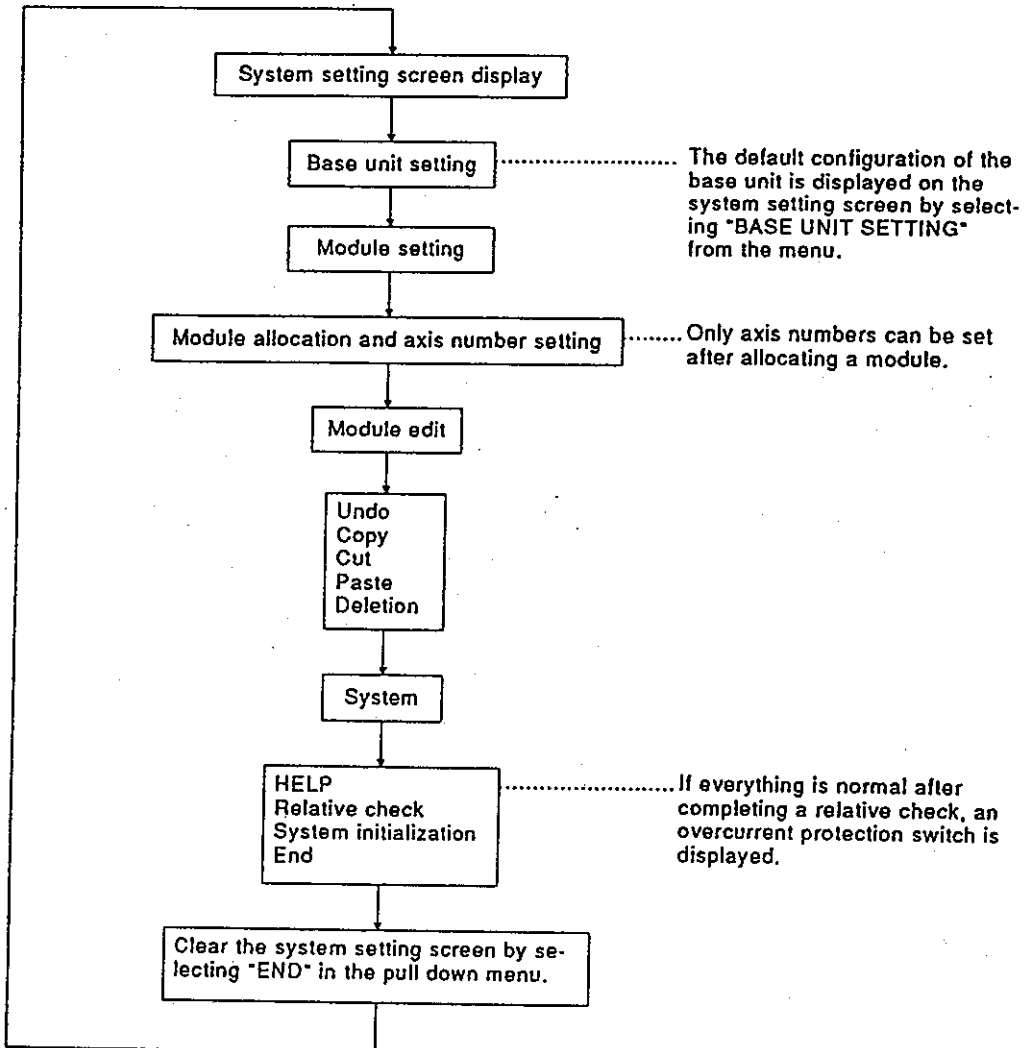 System setting screen display
Base unit setting
The default configuration of the
base unit is displayed on the
system setting screen by select-
ing "BASE UNIT SETTING"
from the menu.
Module setting
Module allocation and axis number setting
Only axis numbers can be set
after allocating a module.
Module edit
Undo
Copy
Cut
Paste
Deletion
System
HELP
Relative check
System initialization
End
If everything is normal after
completing a relative check, an
overcurrent protection switch is
displayed.
Clear the system setting screen by se-
lecting "END" in the pull down menu.